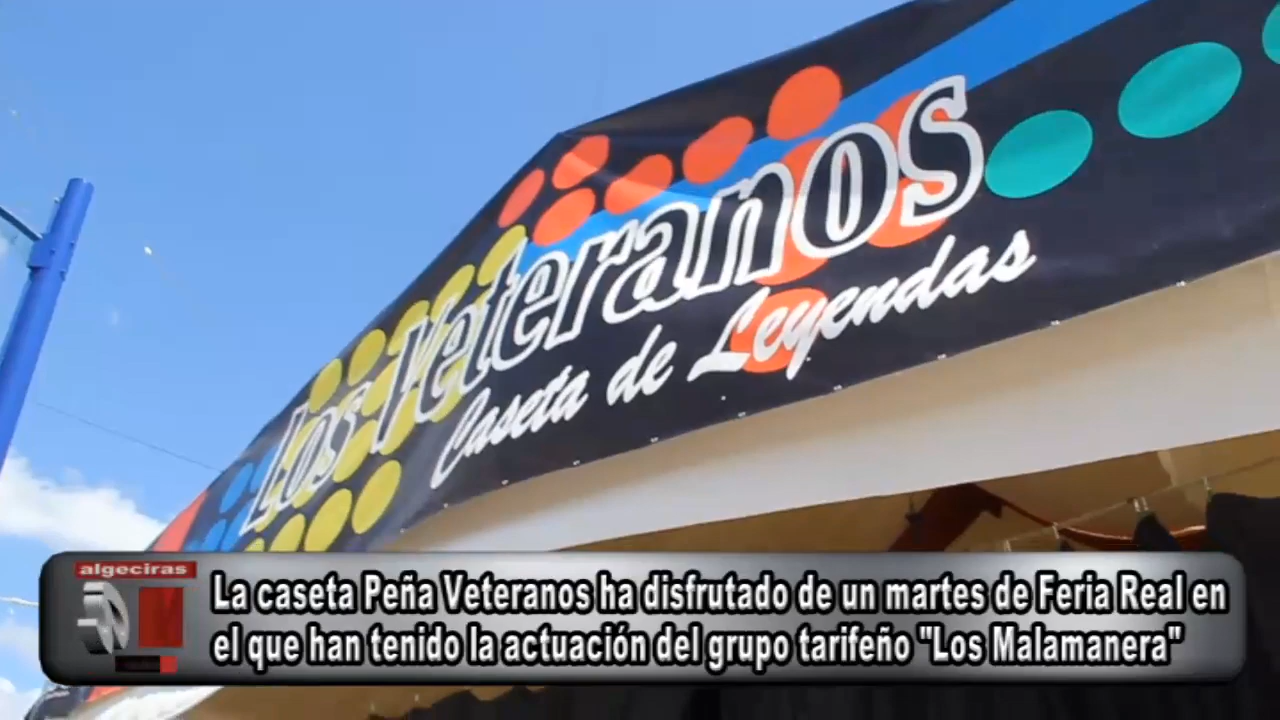 Los Veteranos
Caseta de Leyendas
algeciras
La caseta Peña Veteranos ha disfrutado de un martes de Feria Real en
el que han tenido la actuación del grupo tarifeño "Los Malamanera"